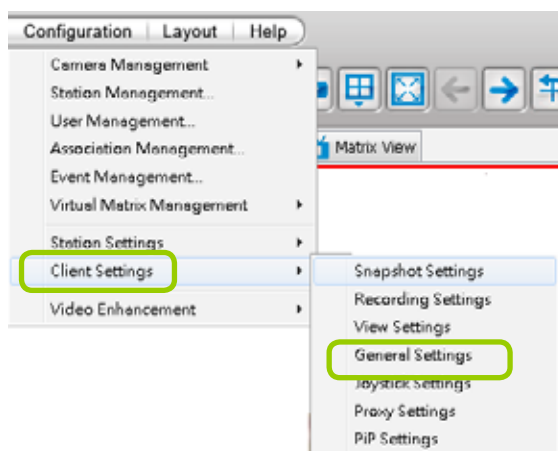 Configuration Layout Help
Camera Management
Station Management...
User Management...
Association Management...
Event Management...
Virtual Matrix Management
Station Settings
Client Settings
Video Enhancement
Matrix View
Snapshot Settings
Recording Settings
View Settings
General Settings
Joystick Settings
Proxy Settings
PiP Settings